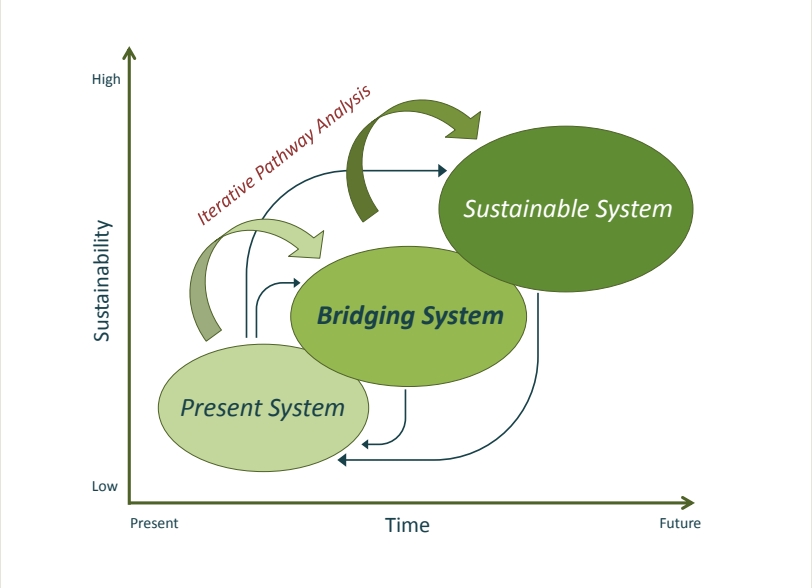 High
Iterative Pathway Analysis
Sustainable System
Sustainability
Bridging System
Present System
Low
Present
Time
Future